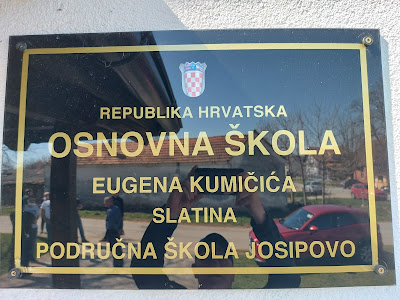 REPUBLIKA HRVATSKA
OSNOVNA ŠKOLA
EUGENA KUMIČIĆA
SLATINA
PODRUČNA ŠKOLA JOSIPOVO